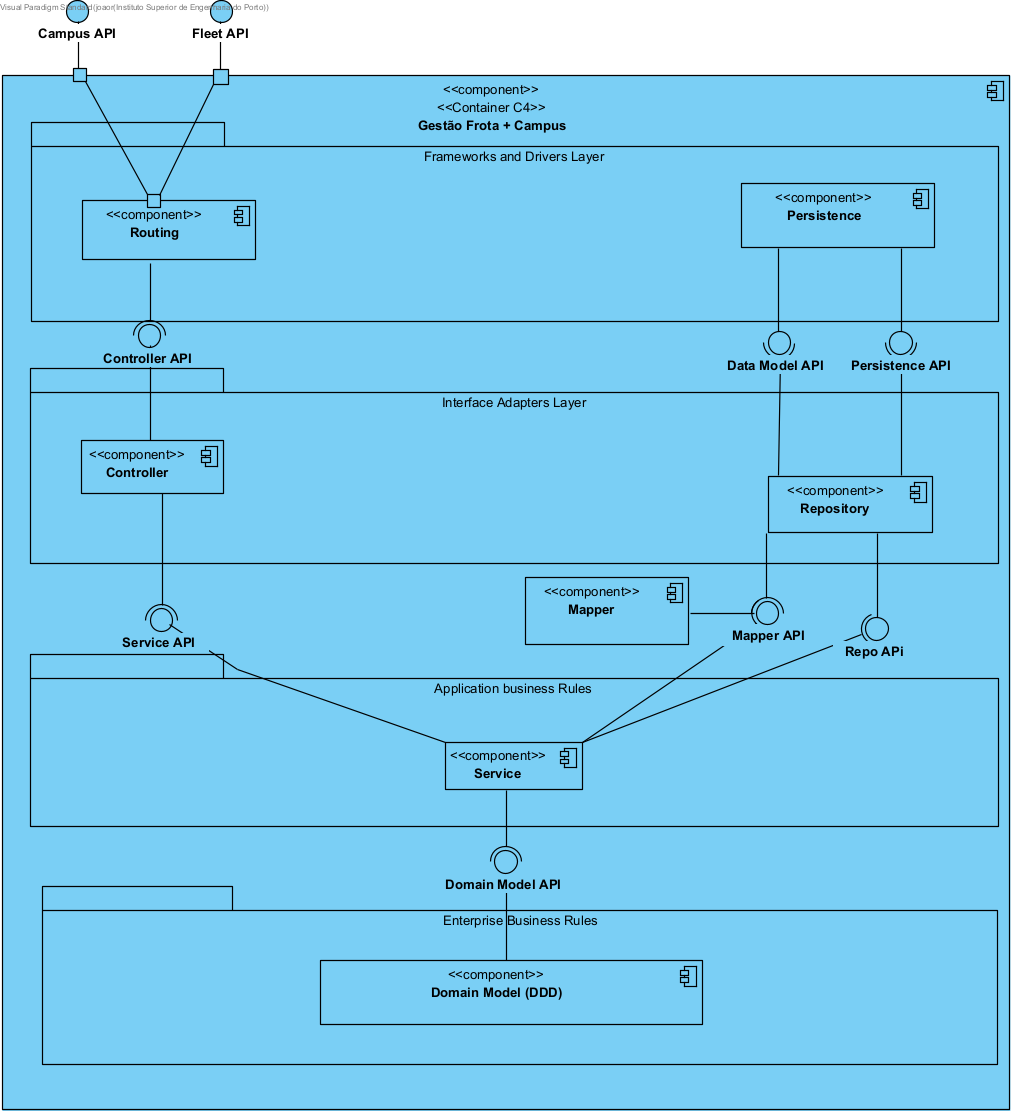 Visual Paradigm Standard(joaor(Instituto Superior de Engenharia do Porto))
Campus API
Fleet API
<<component>>
<<Container C4>>
Gestão Frota + Campus
Frameworks and Drivers Layer
<<component>>
Routing
<<component>>
Persistence
Controller API
Data Model API
Persistence API
Interface Adapters Layer
<<component>>
Controller
<<component>>
Repository
<<component>>
Mapper
Service API
Mapper API
Repo APi
Application business Rules
<<component>>
Service
Domain Model API
Enterprise Business Rules
<<component>>
Domain Model (DDD)